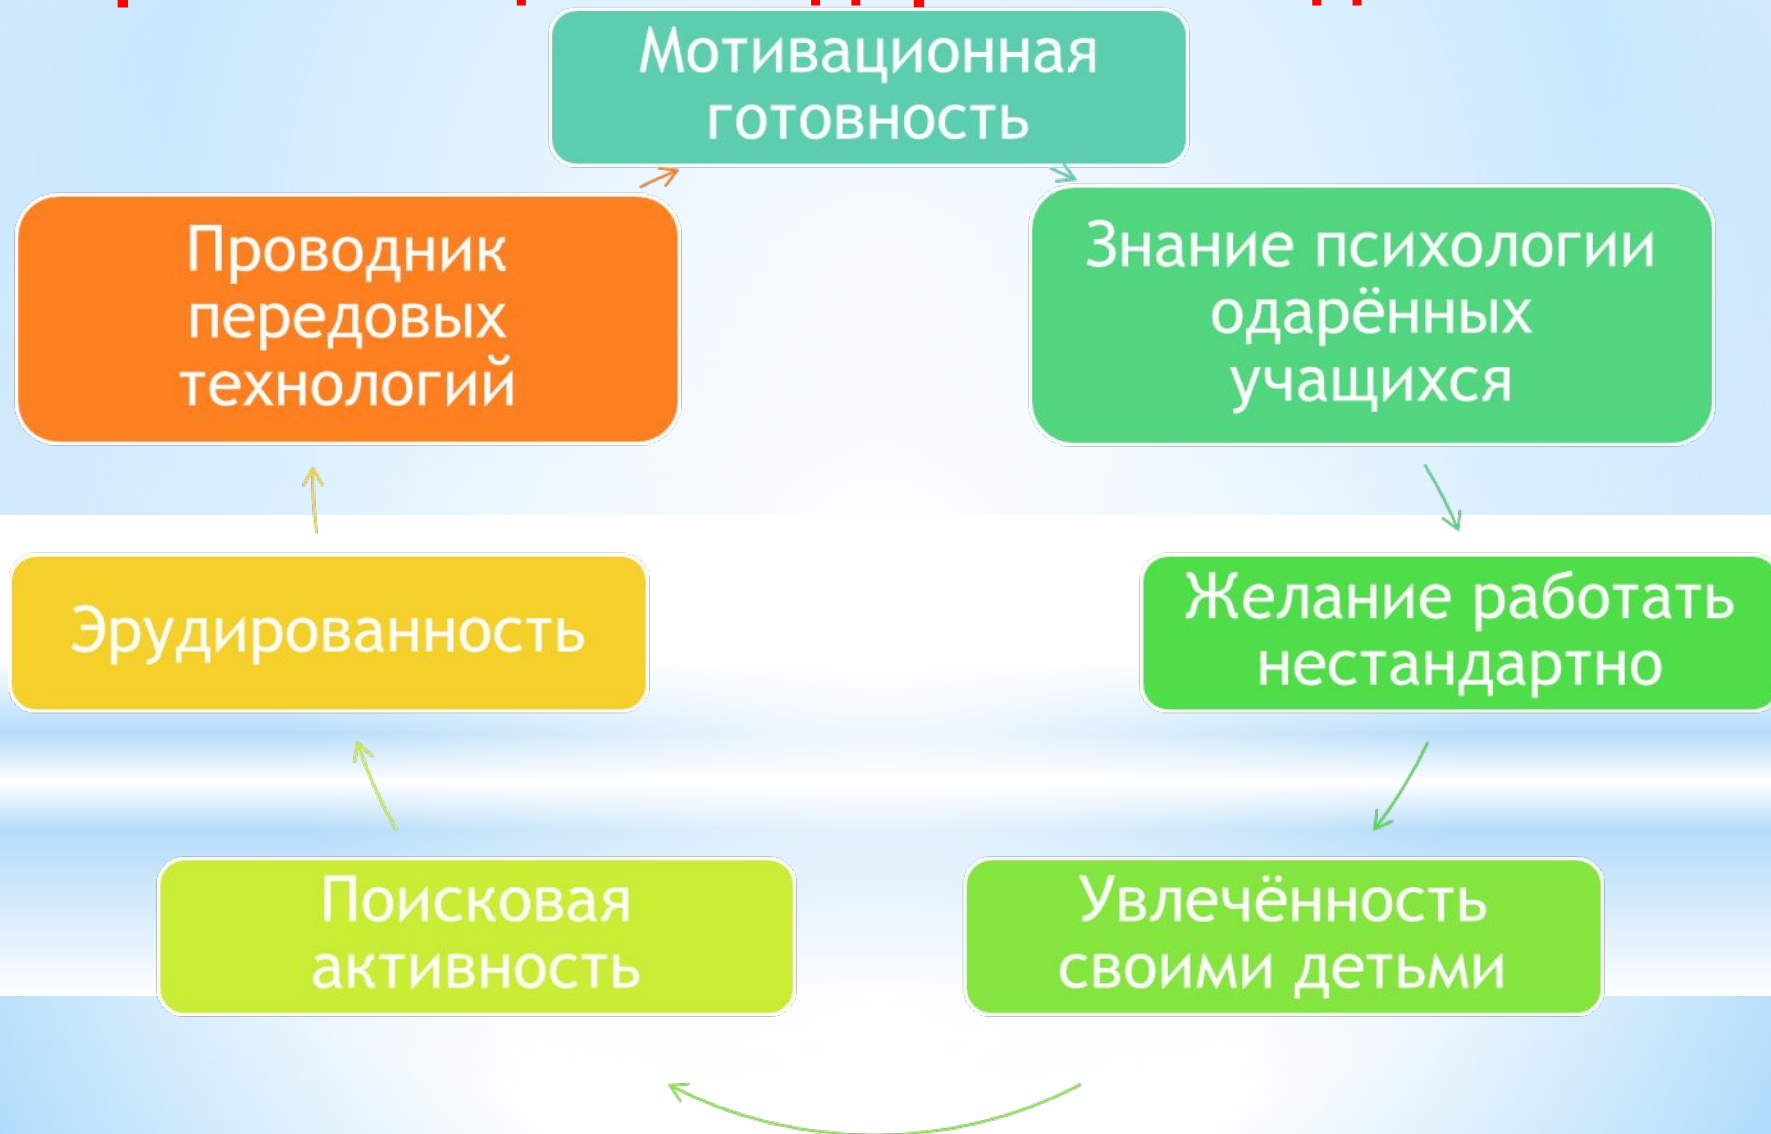 Мотивационная
готовность
Знание психологии
одарённых
учащихся
Желание работать
нестандартно
Увлечённость
своими детьми
Поисковая
активность
Эрудированность
Проводник
передовых
технологий